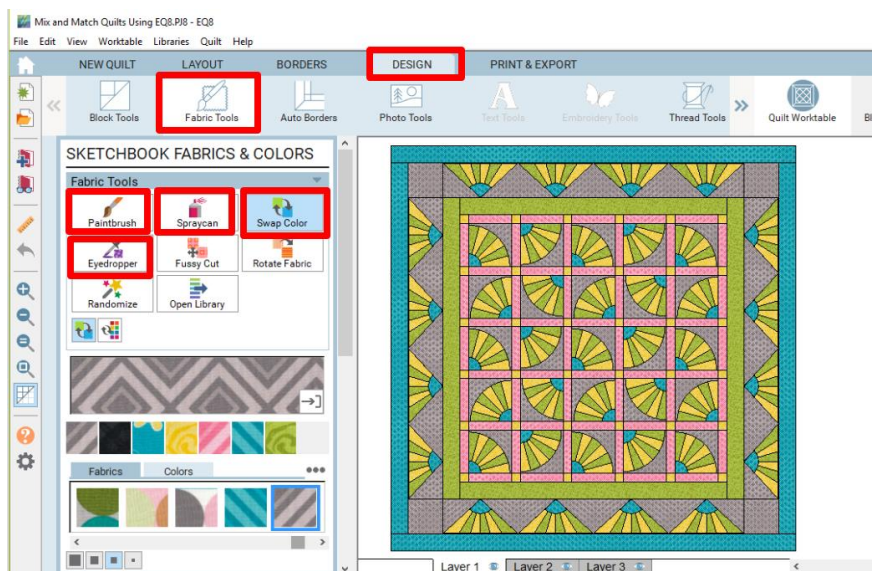 Mix and Match Quilts Using EQ8.PJ8 - EQ8
File Edit View Worktable Libraries Quilt Help
NEW QUILT LAYOUT BORDERS DESIGN PRINT & EXPORT
Block Tools Fabric Tools Auto Borders Photo Tools Text Tools Embroidery Tools Thread Tools Quilt Worktable Bl
SKETCHBOOK FABRICS & COLORS
Fabric Tools
Paintbrush Spraycan Swap Color
Eyedropper Fussy Cut Rotate Fabric
Randomize Open Library
Fabrics Colors
Layer 1 Layer 2 Layer 3